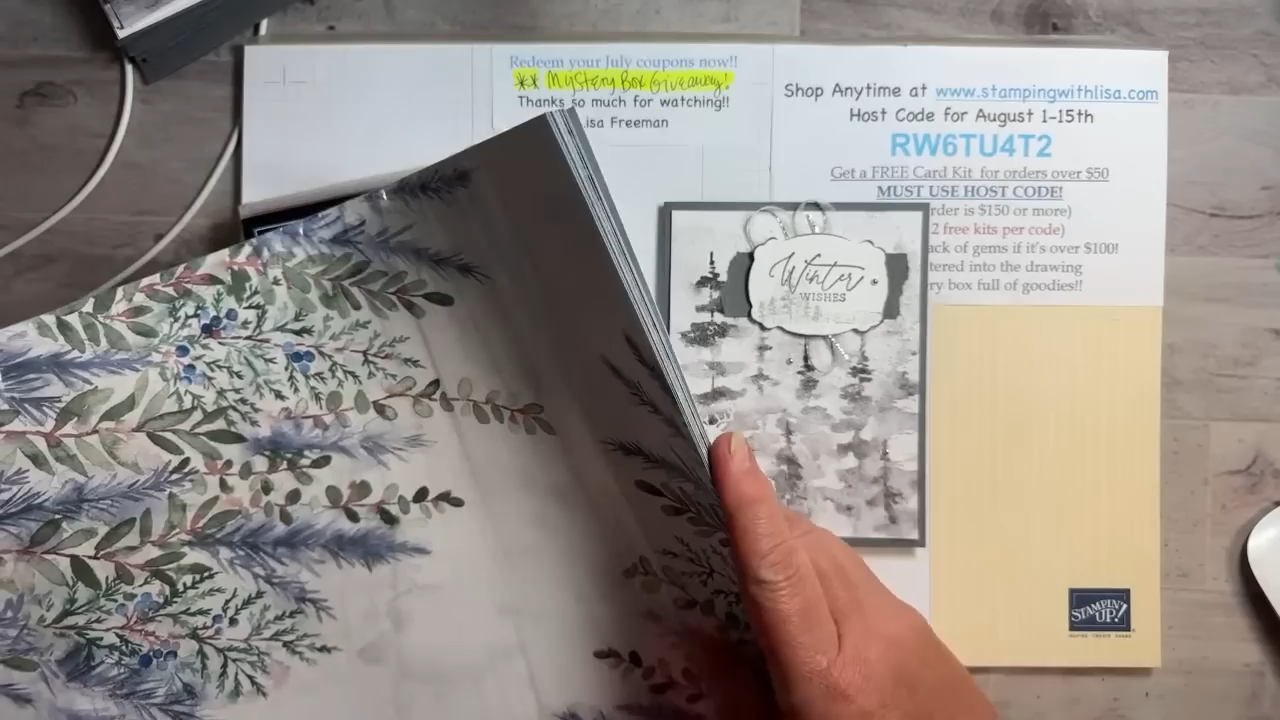 Redeem your July coupons now!!
** Mystery Box Giveaway!
Thanks so much for watching!!
isa Freeman
Shop Anytime at www.stampingwithlisa.com
Host Code for August 1-15th
RW6TU4T2
Get a FREE Card Kit for orders over $50
MUST USE HOST CODE!
rder is $150 or more)
2 free kits per code)
ack of gems if it's over $100!
tered into the drawing
ry box full of goodies!!
Winter
WISHES
STAMPIN' UP!